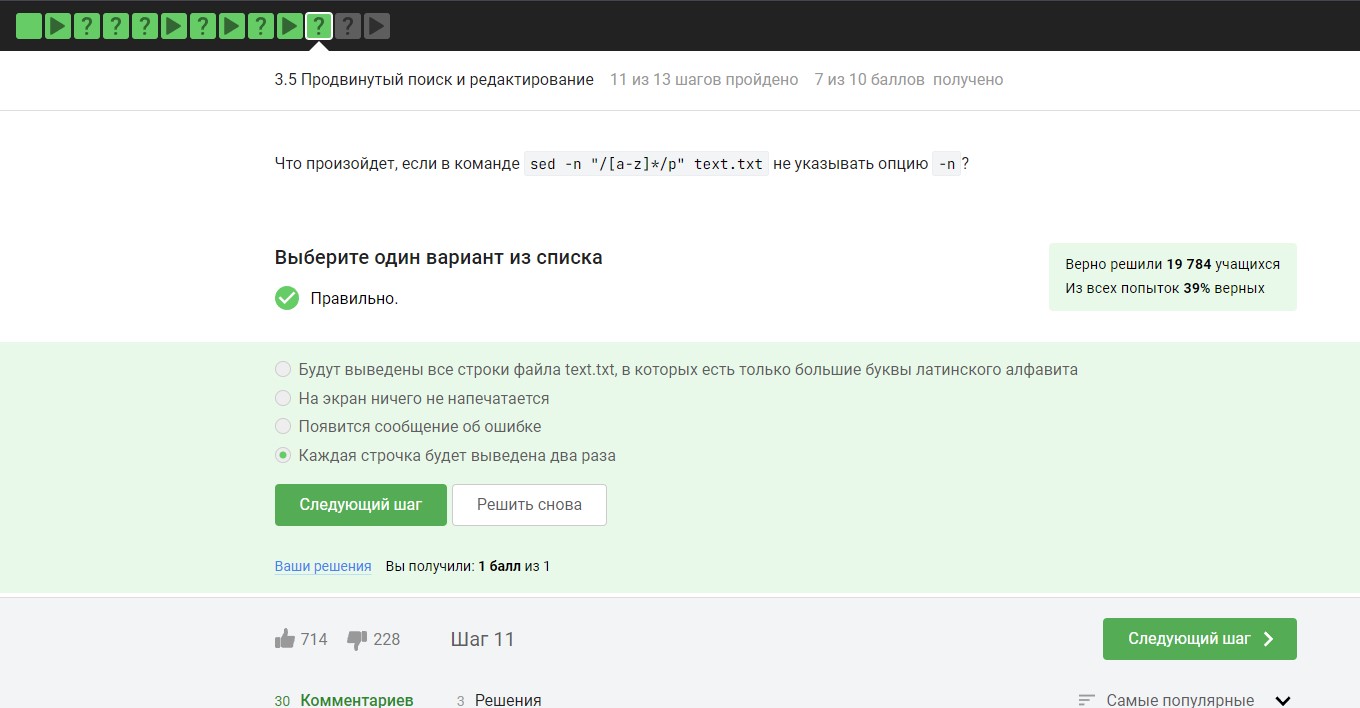 ? ? ? ? ? ? ?
3.5 Продвинутый поиск и редактирование 11 из 13 шагов пройдено 7 из 10 баллов получено
Что произойдет, если в команде sed -n "/[a-z]*/p" text.txt не указывать опцию -n?
Выберите один вариант из списка
Правильно.
Верно решили 19 784 учащихся
Из всех попыток 39% верных
Будут выведены все строки файла text.txt, в которых есть только большие буквы латинского алфавита
На экран ничего не напечатается
Появится сообщение об ошибке
Каждая строчка будет выведена два раза
Следующий шаг Решить снова
Ваши решения Вы получили: 1 балл из 1
714 228 Шаг 11 Следующий шаг
30 Комментариев 3 Решения Самые популярные